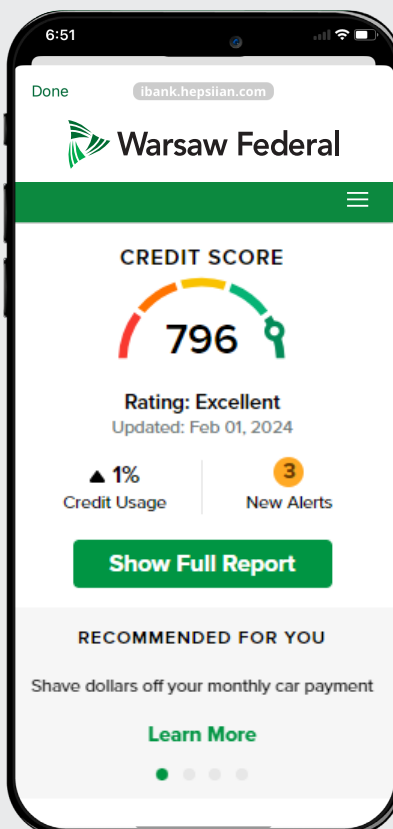 6:51
Done
ibank.hepsiian.com
Warsaw Federal
CREDIT SCORE
796
Rating: Excellent
Updated: Feb 01, 2024
▲ 1%
Credit Usage
3
New Alerts
Show Full Report
RECOMMENDED FOR YOU
Shave dollars off your monthly car payment
Learn More